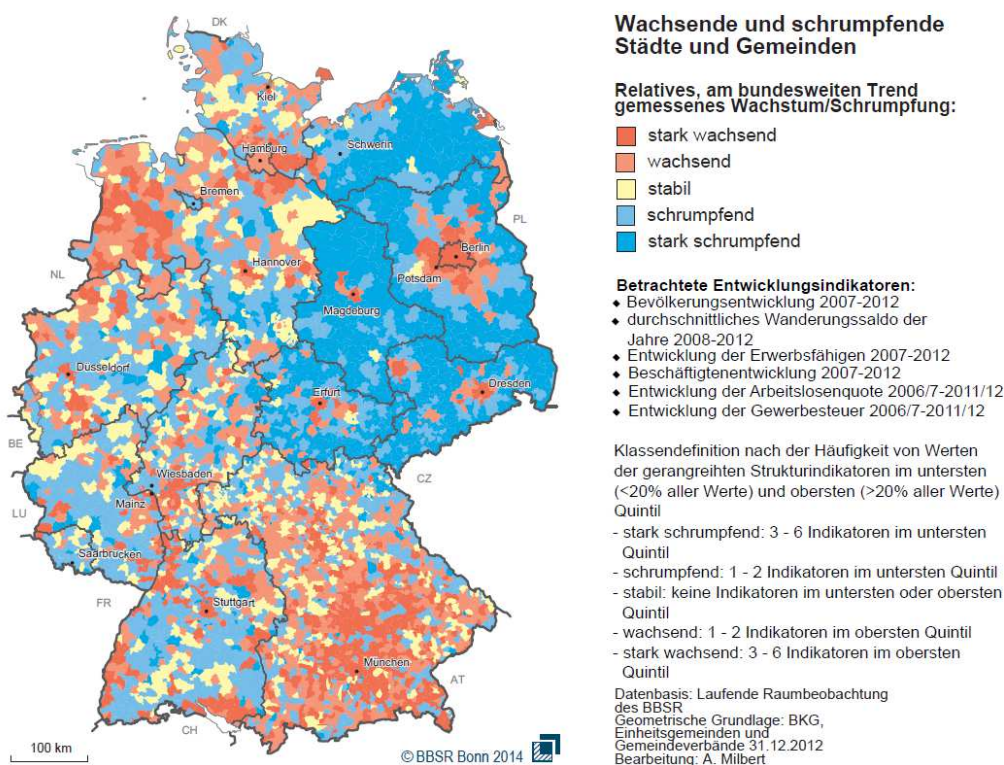 Wachsende und schrumpfende
Städte und Gemeinden
Relatives, am bundesweiten Trend
gemessenes Wachstum/Schrumpfung:
stark wachsend
wachsend
stabil
schrumpfend
stark schrumpfend
Betrachtete Entwicklungsindikatoren:
◆ Bevölkerungsentwicklung 2007-2012
◆ durchschnittliches Wanderungssaldo der
Jahre 2008-2012
◆ Entwicklung der Erwerbsfähigen 2007-2012
◆ Beschäftigtenentwicklung 2007-2012
◆ Entwicklung der Arbeitslosenquote 2006/7-2011/12
◆ Entwicklung der Gewerbesteuer 2006/7-2011/12
Klassendefinition nach der Häufigkeit von Werten
der gerangreihten Strukturindikatoren im untersten
(<20% aller Werte) und obersten (>20% aller Werte)
Quintil
- stark schrumpfend: 3 - 6 Indikatoren im untersten
Quintil
- schrumpfend: 1 - 2 Indikatoren im untersten Quintil
- stabil: keine Indikatoren im untersten oder obersten
Quintil
- wachsend: 1 - 2 Indikatoren im obersten Quintil
- stark wachsend: 3 - 6 Indikatoren im obersten
Quintil
Datenbasis: Laufende Raumbeobachtung
des BBSR
Geometrische Grundlage: BKG,
Einheitsgemeinden und
Gemeindeverbände 31.12.2012
Bearbeitung: A. Milbert
DK
Kiel
Hamburg
Schwerin
Bremen
PL
Berlin
Hannover
Potsdam
NL
Magdeburg
Düsseldorf
Erfurt
Dresden
BE
Wiesbaden
CZ
Mainz
LU
Saarbrücken
FR
Stuttgart
München
AT
CH
100 km
© BBSR Bonn 2014